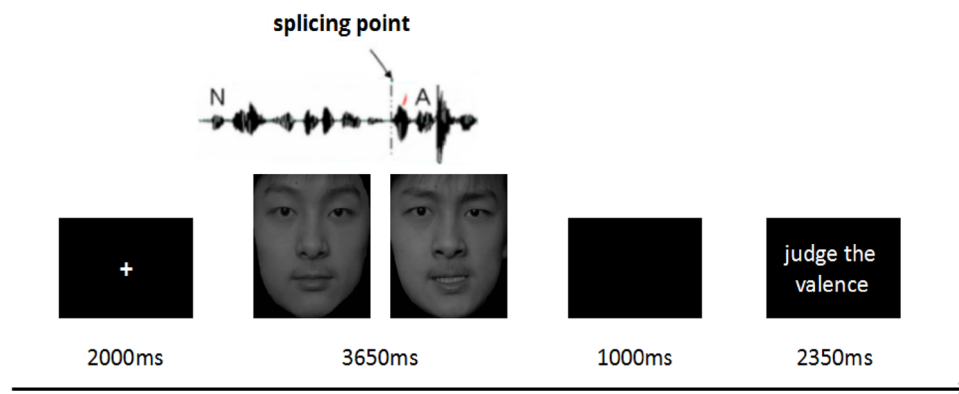 splicing point
N
A
+
judge the
valence
2000ms
3650ms
1000ms
2350ms